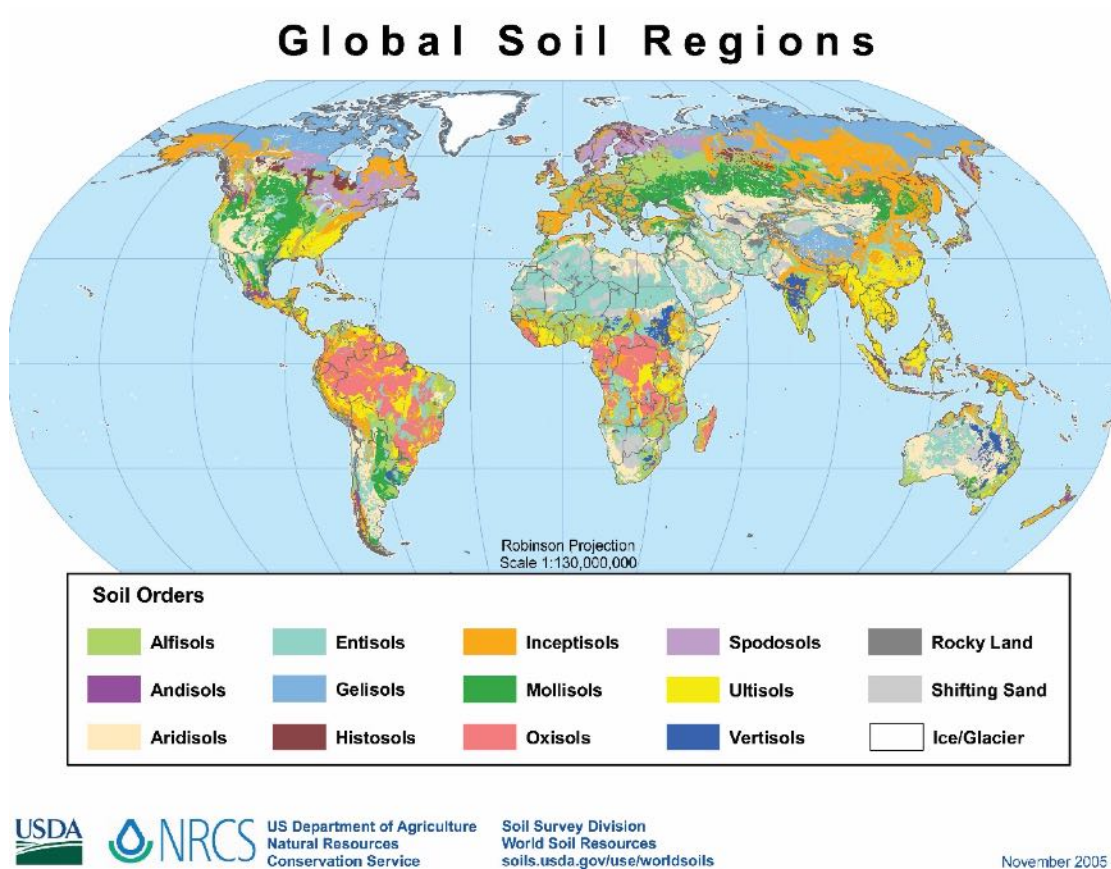 Global Soil Regions
Robinson Projection
Scale 1:130,000,000
Soil Orders
Alfisols
Entisols
Inceptisols
Spodosols
Rocky Land
Andisols
Gelisols
Mollisols
Ultisols
Shifting Sand
Aridisols
Histosols
Oxisols
Vertisols
Ice/Glacier
USDA
NRCS
US Department of Agriculture
Natural Resources
Conservation Service
Soil Survey Division
World Soil Resources
soils.usda.gov/use/worldsoils
November 2005